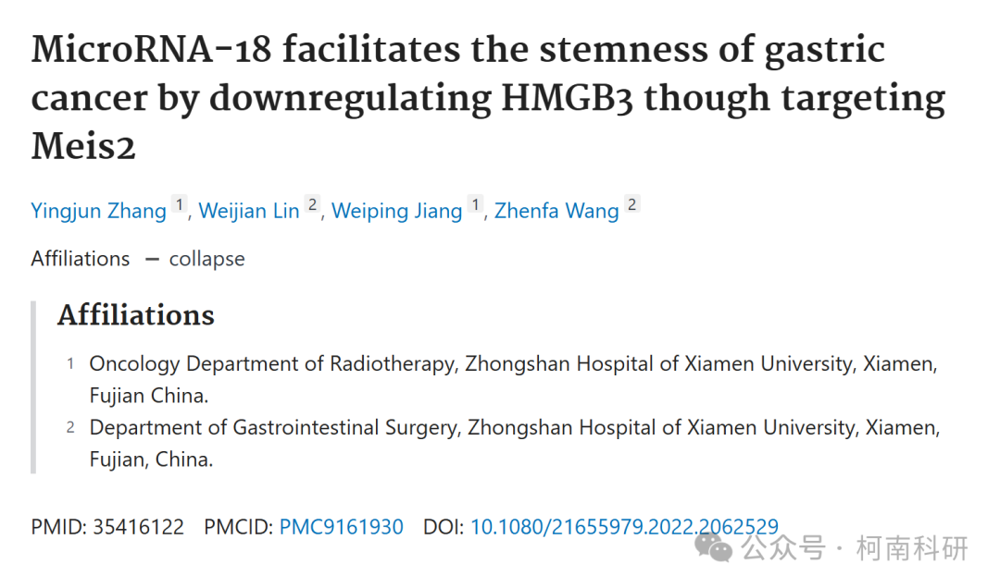 MicroRNA-18 facilitates the stemness of gastric
cancer by downregulating HMGB3 though targeting
Meis2
Yingjun Zhang 1, Weijian Lin 2, Weiping Jiang 1, Zhenfa Wang 2
Affiliations — collapse
Affiliations
1 Oncology Department of Radiotherapy, Zhongshan Hospital of Xiamen University, Xiamen,
Fujian China.
2 Department of Gastrointestinal Surgery, Zhongshan Hospital of Xiamen University, Xiamen,
Fujian, China.
PMID: 35416122 PMCID: PMC9161930 DOI: 10.1080/21655979.2022.2062529
公众号 · 柯南科研